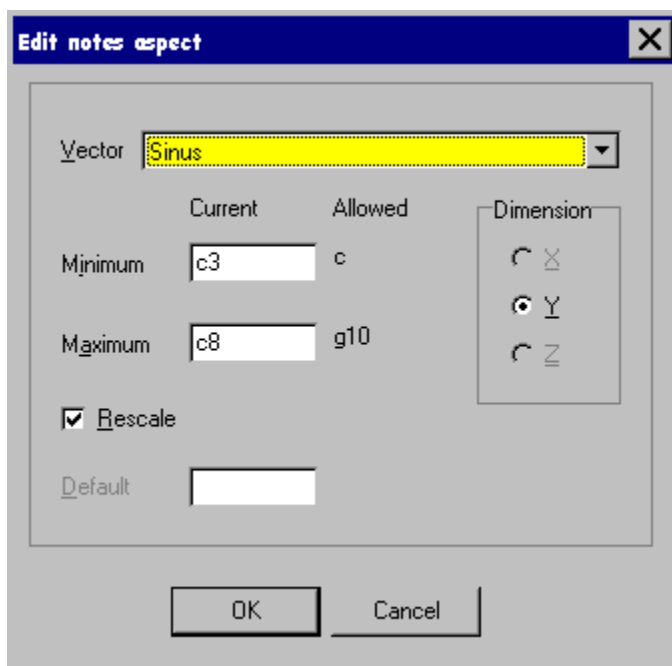 Edit notes aspect
Vector Sinus
Current Allowed Dimension
Minimum c3 c X
Y
Maximum c8 g10 Z
Rescale
Default
OK Cancel